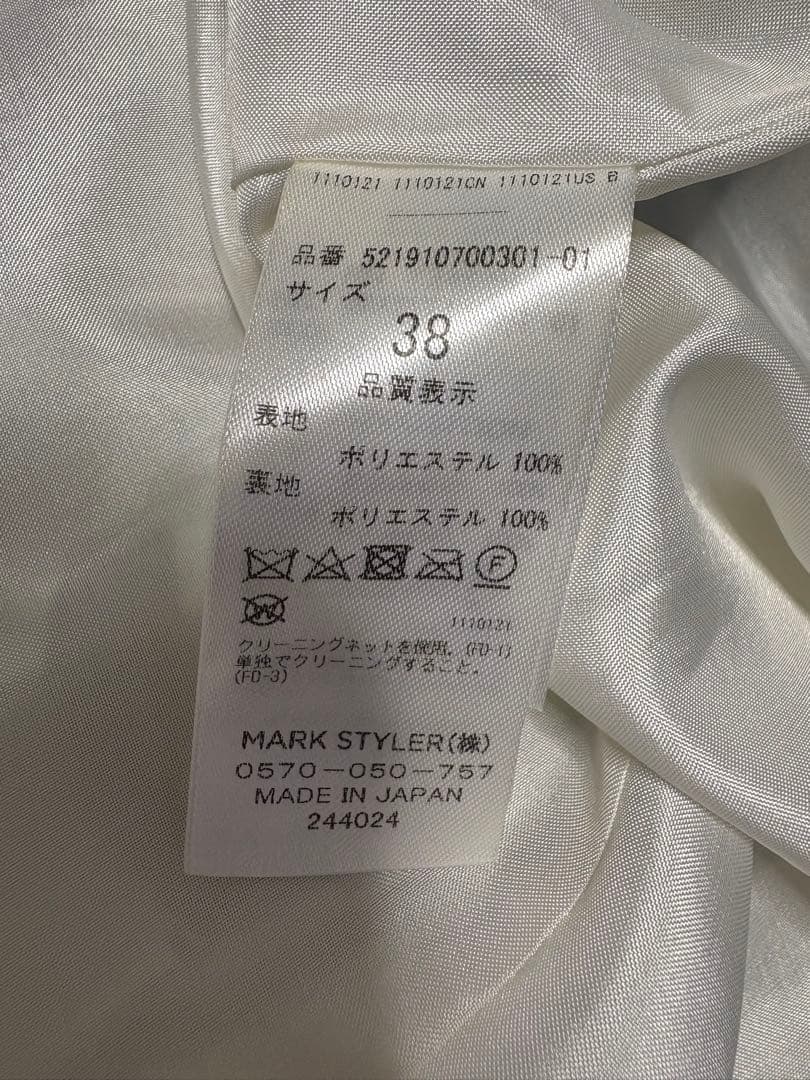 1110121 1110121CN 1110121US B
品番 521910700301-01
サイズ
38
品質表示
表地
ポリエステル 100%
裏地
ポリエステル 100%
F
W
1110121
クリーニングネットを使用。(FD-1)
単独でクリーニングすること。
(FD-3)
MARK STYLER(株)
0570-050-757
MADE IN JAPAN
244024